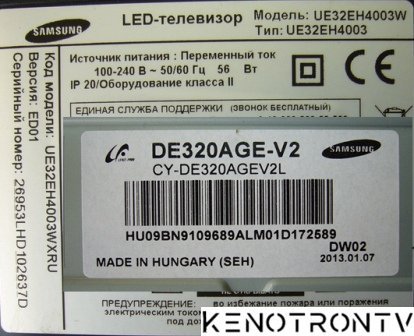 SAMSUNG
LED-телевизор
Модель: UE32EH4003W
Тип: UE32EH4003
Источник питания : Переменный ток
100-240 В ~ 50/60 Гц 56 Вт
IP 20/Оборудование класса II
ЕДИНАЯ СЛУЖБА ПОДДЕРЖКИ (ЗВОНОК БЕСПЛАТНЫЙ)
Код модели: UE32EH4003WXRU
Версия: ED01
Серийный номер: 26953LHD102637D
DE320AGE-V2
SAMSUNG
CY-DE320AGEV2L
HU09BN9109689ALM01D172589
DW02
MADE IN HUNGARY (SEH)
2013.01.07
ПРЕДУПРЕЖДЕНИЕ: во избежание пожара или поражения
электрическим током
KENOTRONTV